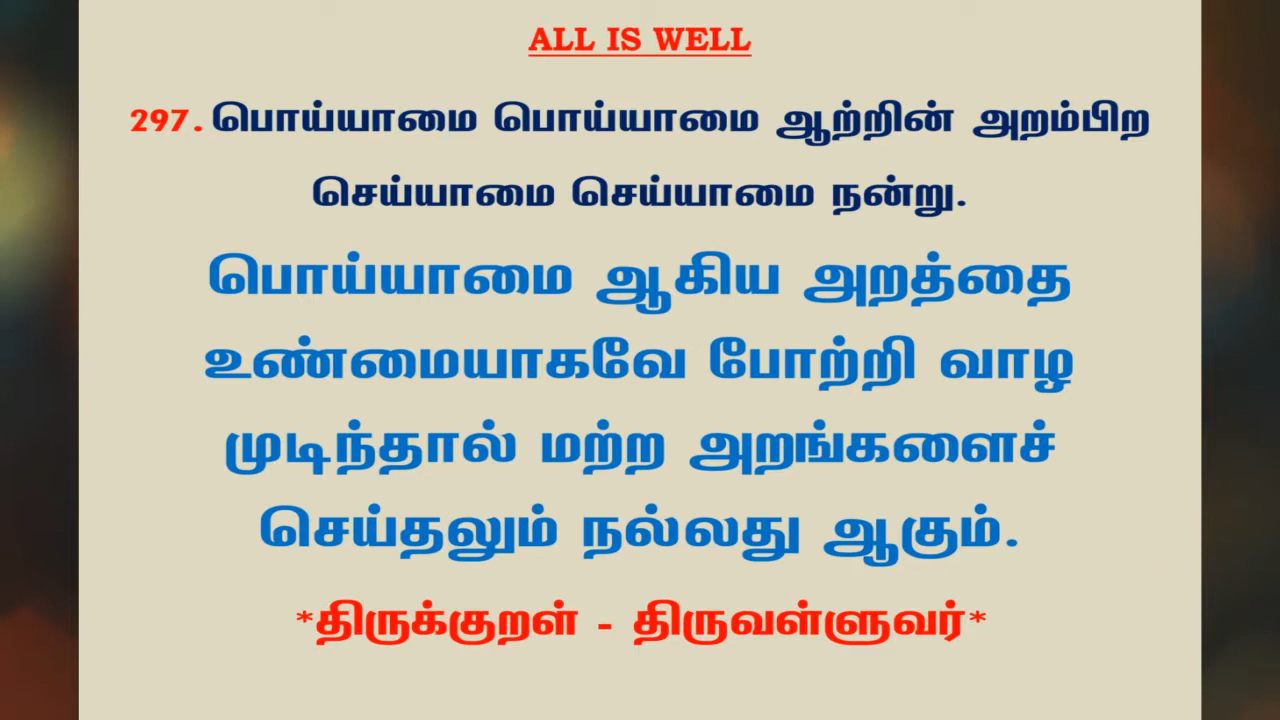 ALL IS WELL
297. பொய்யாமை பொய்யாமை ஆற்றின் அறம்பிற
செய்யாமை செய்யாமை நன்று.
பொய்யாமை ஆகிய அறத்தை
உண்மையாகவே போற்றி வாழ
முடிந்தால் மற்ற அறங்களைச்
செய்தலும் நல்லது ஆகும்.
*திருக்குறள் - திருவள்ளுவர்*